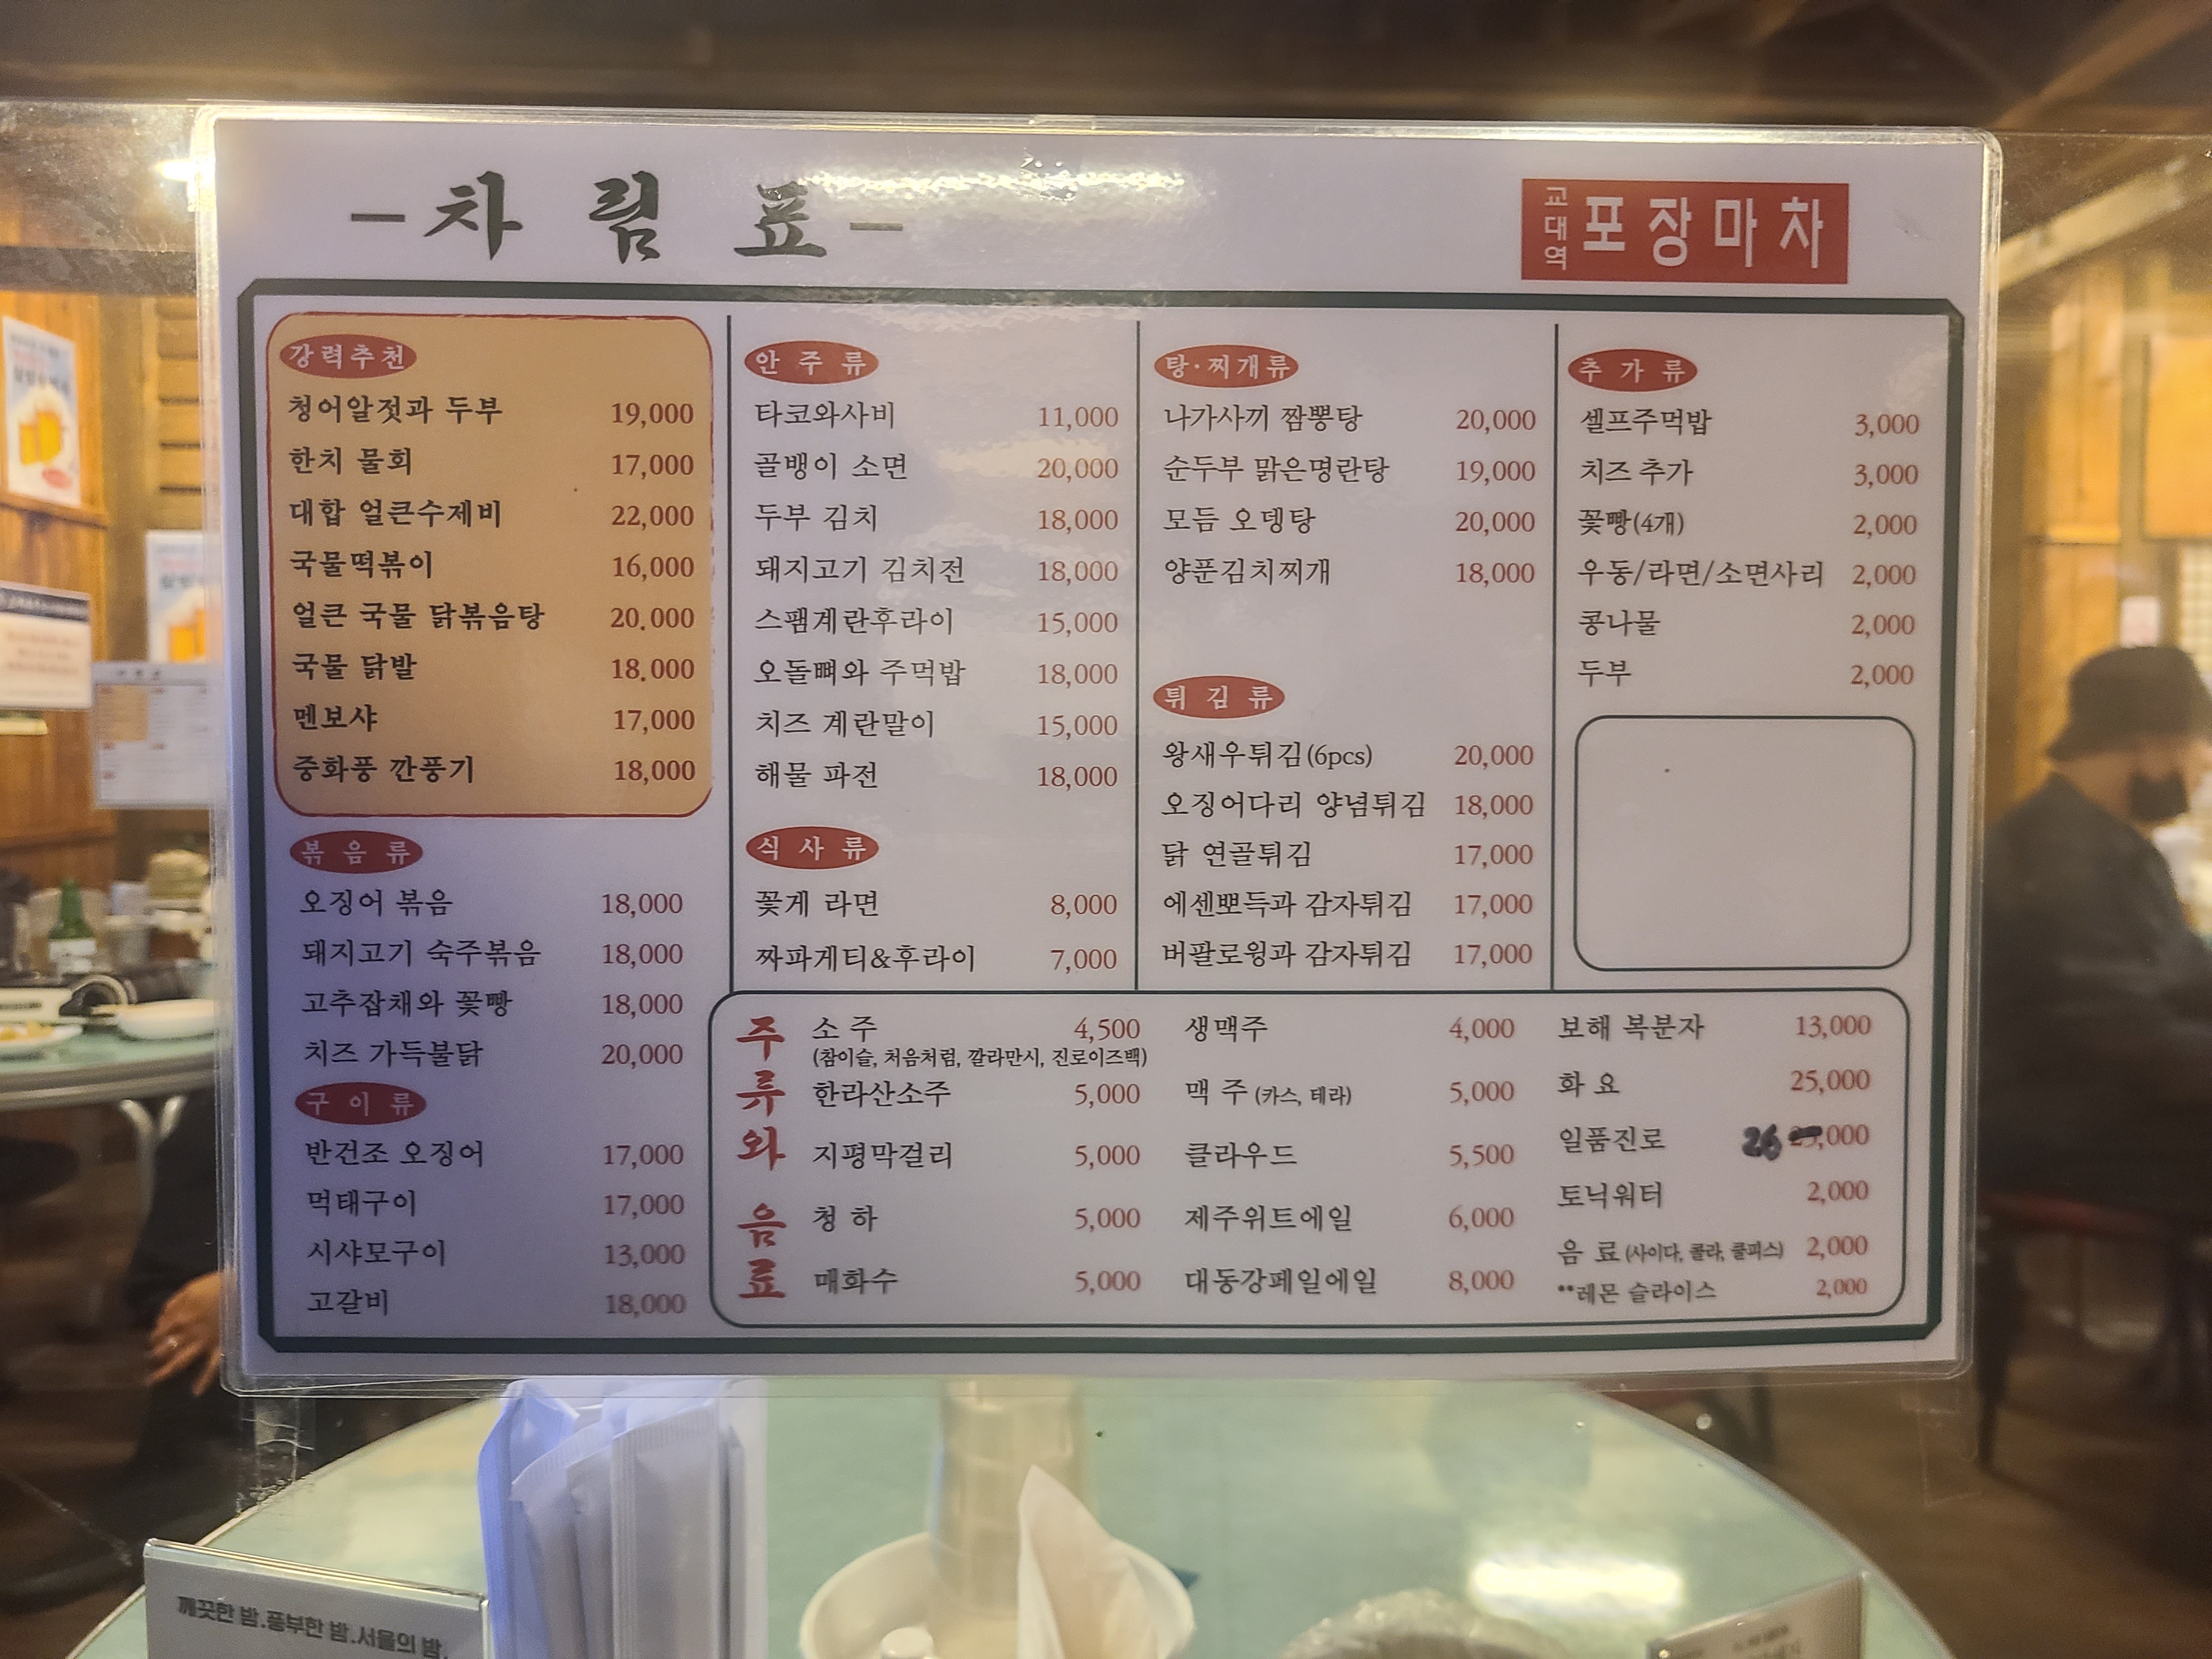 -차 림 표-
교대역 포장마차
강력추천
청어알젓과 두부 19,000
한치 물회 17,000
대합 얼큰수제비 22,000
국물떡볶이 16,000
얼큰 국물 닭볶음탕 20.000
국물 닭발 18.000
멘보샤 17,000
중화풍 깐풍기 18,000
볶 음 류
오징어 볶음 18,000
돼지고기 숙주볶음 18,000
고추잡채와 꽃빵 18,000
치즈 가득불닭 20,000
구 이 류
반건조 오징어 17,000
먹태구이 17,000
시샤모구이 13,000
고갈비 18,000
안 주 류
타코와사비 11,000
골뱅이 소면 20,000
두부 김치 18,000
돼지고기 김치전 18,000
스팸계란후라이 15,000
오돌뼈와 주먹밥 18,000
치즈 계란말이 15,000
해물 파전 18,000
식 사 류
꽃게 라면 8,000
짜파게티&후라이 7,000
탕·찌개류
나가사끼 짬뽕탕 20,000
순두부 맑은명란탕 19,000
모듬 오뎅탕 20,000
양푼김치찌개 18,000
튀 김 류
왕새우튀김(6pcs) 20,000
오징어다리 양념튀김 18,000
닭 연골튀김 17,000
에센뽀득과 감자튀김 17,000
버팔로윙과 감자튀김 17,000
추 가 류
셀프주먹밥 3,000
치즈 추가 3,000
꽃빵(4개) 2,000
우동/라면/소면사리 2,000
콩나물 2,000
두부 2,000
주류와 음료
소 주 4,500
(참이슬, 처음처럼, 깔라만시, 진로이즈백)
한라산소주 5,000
지평막걸리 5,000
청 하 5,000
매화수 5,000
생맥주 4,000
맥 주 (카스, 테라) 5,000
클라우드 5,500
제주위트에일 6,000
대동강페일에일 8,000
보해 복분자 13,000
화 요 25,000
일품진로 26 ,000
토닉워터 2,000
음 료 (사이다, 콜라, 쿨피스) 2,000
**레몬 슬라이스 2,000
깨끗한 밤.풍부한 밤.서울의 밤.